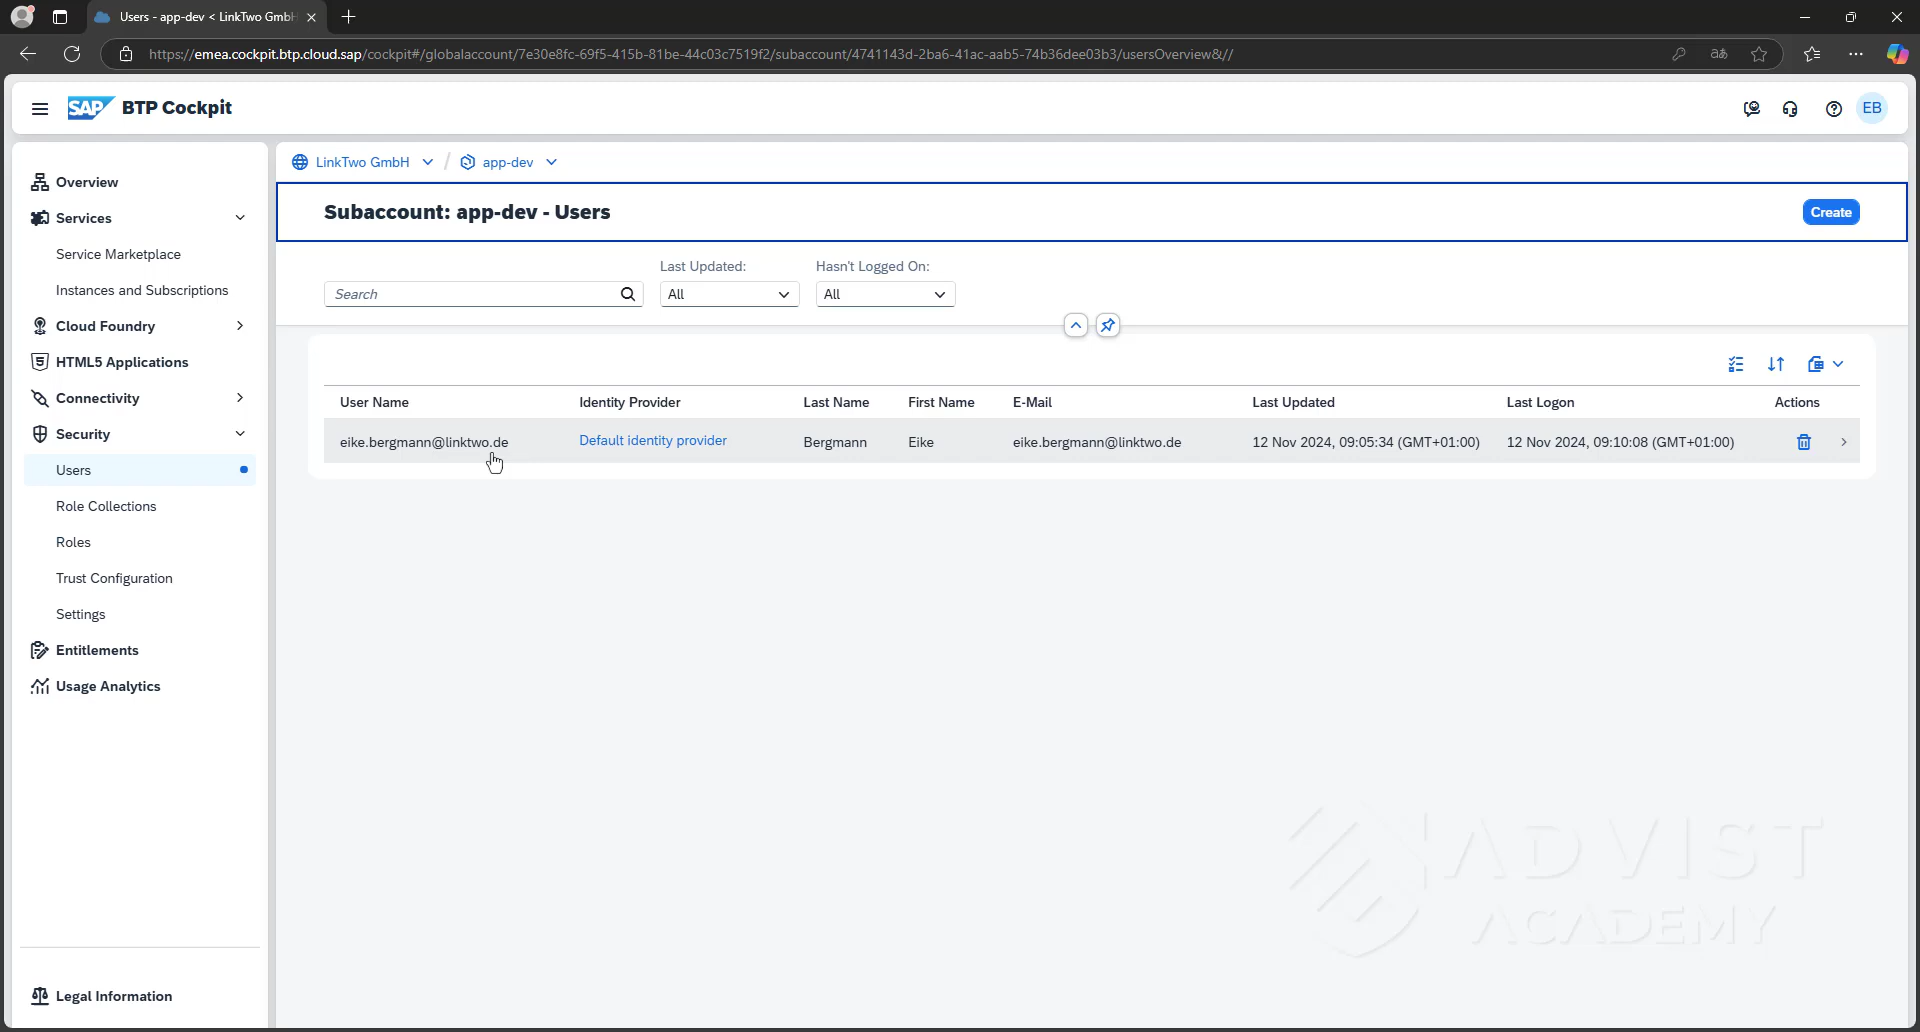 Users - app-dev < LinkTwo GmbH
https://emea.cockpit.btp.cloud.sap/cockpit#/globalaccount/7e30e8fc-69f5-415b-81be-44c03c7519f2/subaccount/4741143d-2ba6-41ac-aab5-74b36dee03b3/usersOverview&//
SAP BTP Cockpit
EB
Overview
Services
Service Marketplace
Instances and Subscriptions
Cloud Foundry
HTML5 Applications
Connectivity
Security
Users
Role Collections
Roles
Trust Configuration
Settings
Entitlements
Usage Analytics
Legal Information
LinkTwo GmbH / app-dev
Subaccount: app-dev - Users
Create
Last Updated:
Hasn't Logged On:
Search
All
All
User Name Identity Provider Last Name First Name E-Mail Last Updated Last Logon Actions
eike.bergmann@linktwo.de Default identity provider Bergmann Eike eike.bergmann@linktwo.de 12 Nov 2024, 09:05:34 (GMT+01:00) 12 Nov 2024, 09:10:08 (GMT+01:00)
ADVIST
ACADEMY